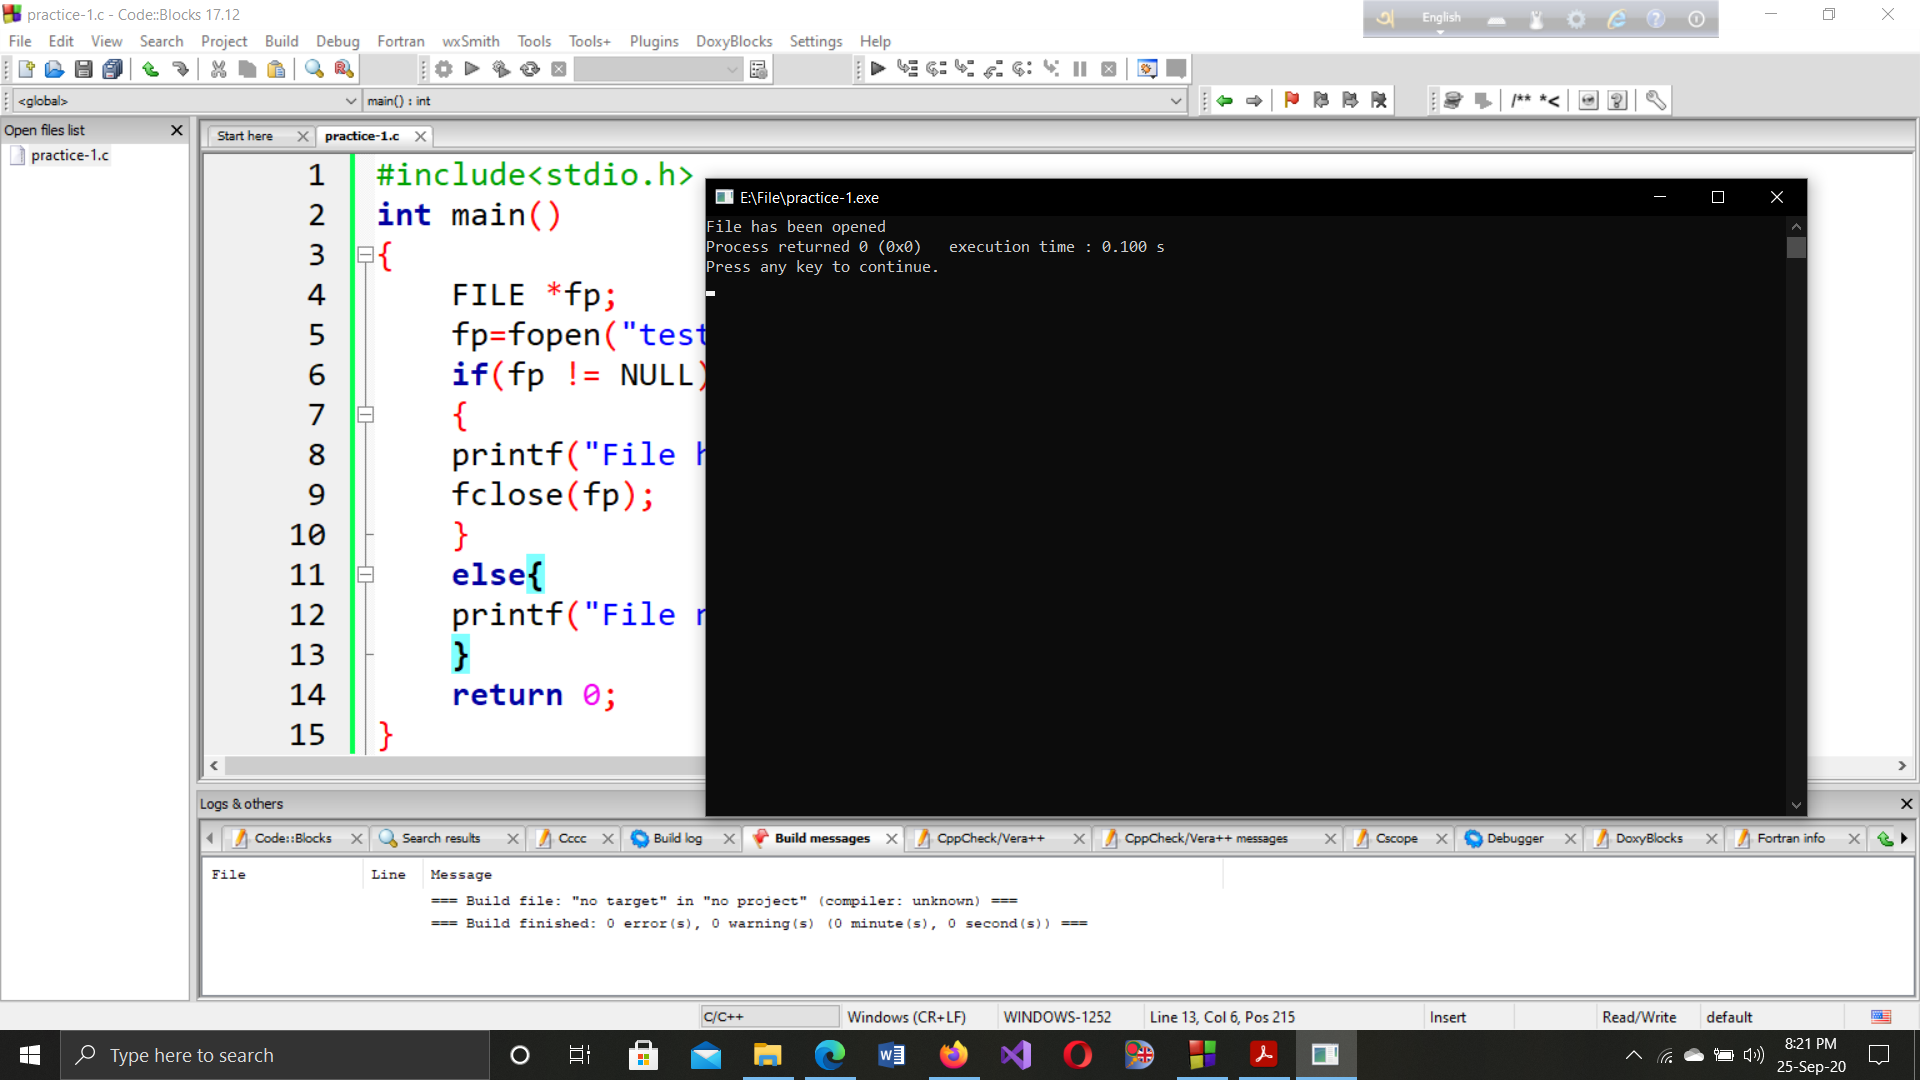 practice-1.c - Code::Blocks 17.12
English
File Edit View Search Project Build Debug Fortran wxSmith Tools Tools+ Plugins DoxyBlocks Settings Help
<global> main() : int /** *<
Open files list
Start here practice-1.c
practice-1.c
1 #include<stdio.h>
2 int main()
3 {
4 FILE *fp;
5 fp=fopen("test
6 if(fp != NULL)
7 {
8 printf("File h
9 fclose(fp);
10 }
11 else{
12 printf("File n
13 }
14 return 0;
15 }
E:\File\practice-1.exe
File has been opened
Process returned 0 (0x0)   execution time : 0.100 s
Press any key to continue.
Logs & others
Code::Blocks Search results Cccc Build log Build messages CppCheck/Vera++ CppCheck/Vera++ messages Cscope Debugger DoxyBlocks Fortran info
File Line Message
=== Build file: "no target" in "no project" (compiler: unknown) ===
=== Build finished: 0 error(s), 0 warning(s) (0 minute(s), 0 second(s)) ===
C/C++ Windows (CR+LF) WINDOWS-1252 Line 13, Col 6, Pos 215 Insert Read/Write default
Type here to search
8:21 PM
25-Sep-20